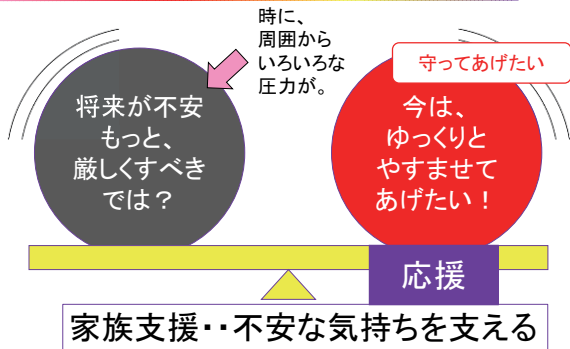 時に、
周囲から
いろいろな
圧力が。
守ってあげたい
将来が不安
もっと、
厳しくすべき
では？
今は、
ゆっくりと
やすませて
あげたい！
応援
家族支援・・不安な気持ちを支える